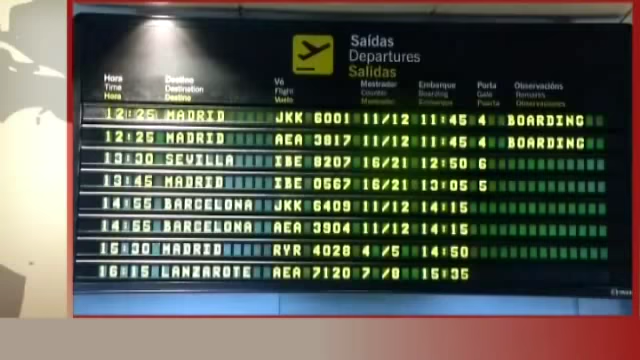 Saídas
Departures
Salidas
Hora Destino Vó Mostrador Embarque Porta Observacións
Time Destination Flight Counter Boarding Gate Remarks
Hora Destino Vuelo Mostrador Embarque Puerta Observaciones
12:25 MADRID JKK 6001 11/12 11:45 4 BOARDING
12:25 MADRID AEA 3817 11/12 11:45 4 BOARDING
13:30 SEVILLA IBE 8207 16/21 12:50 6
13:45 MADRID IBE 0567 16/21 13:05 5
14:55 BARCELONA JKK 6409 11/12 14:15
14:55 BARCELONA AEA 3904 11/12 14:15
15:30 MADRID RYR 4028 4 /5 14:50
16:15 LANZAROTE AEA 7120 7 /8 15:35